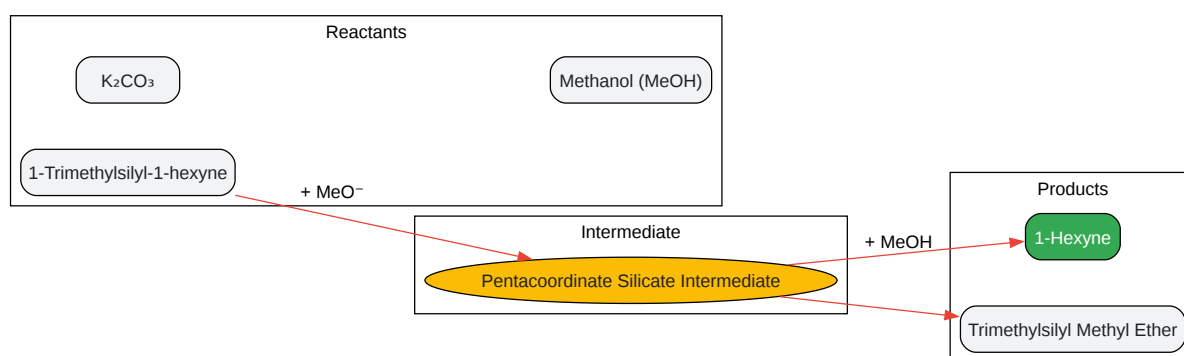 Reactants
K₂CO₃
Methanol (MeOH)
1-Trimethylsilyl-1-hexyne
+ MeO⁻
Intermediate
Pentacoordinate Silicate Intermediate
+ MeOH
Products
1-Hexyne
Trimethylsilyl Methyl Ether